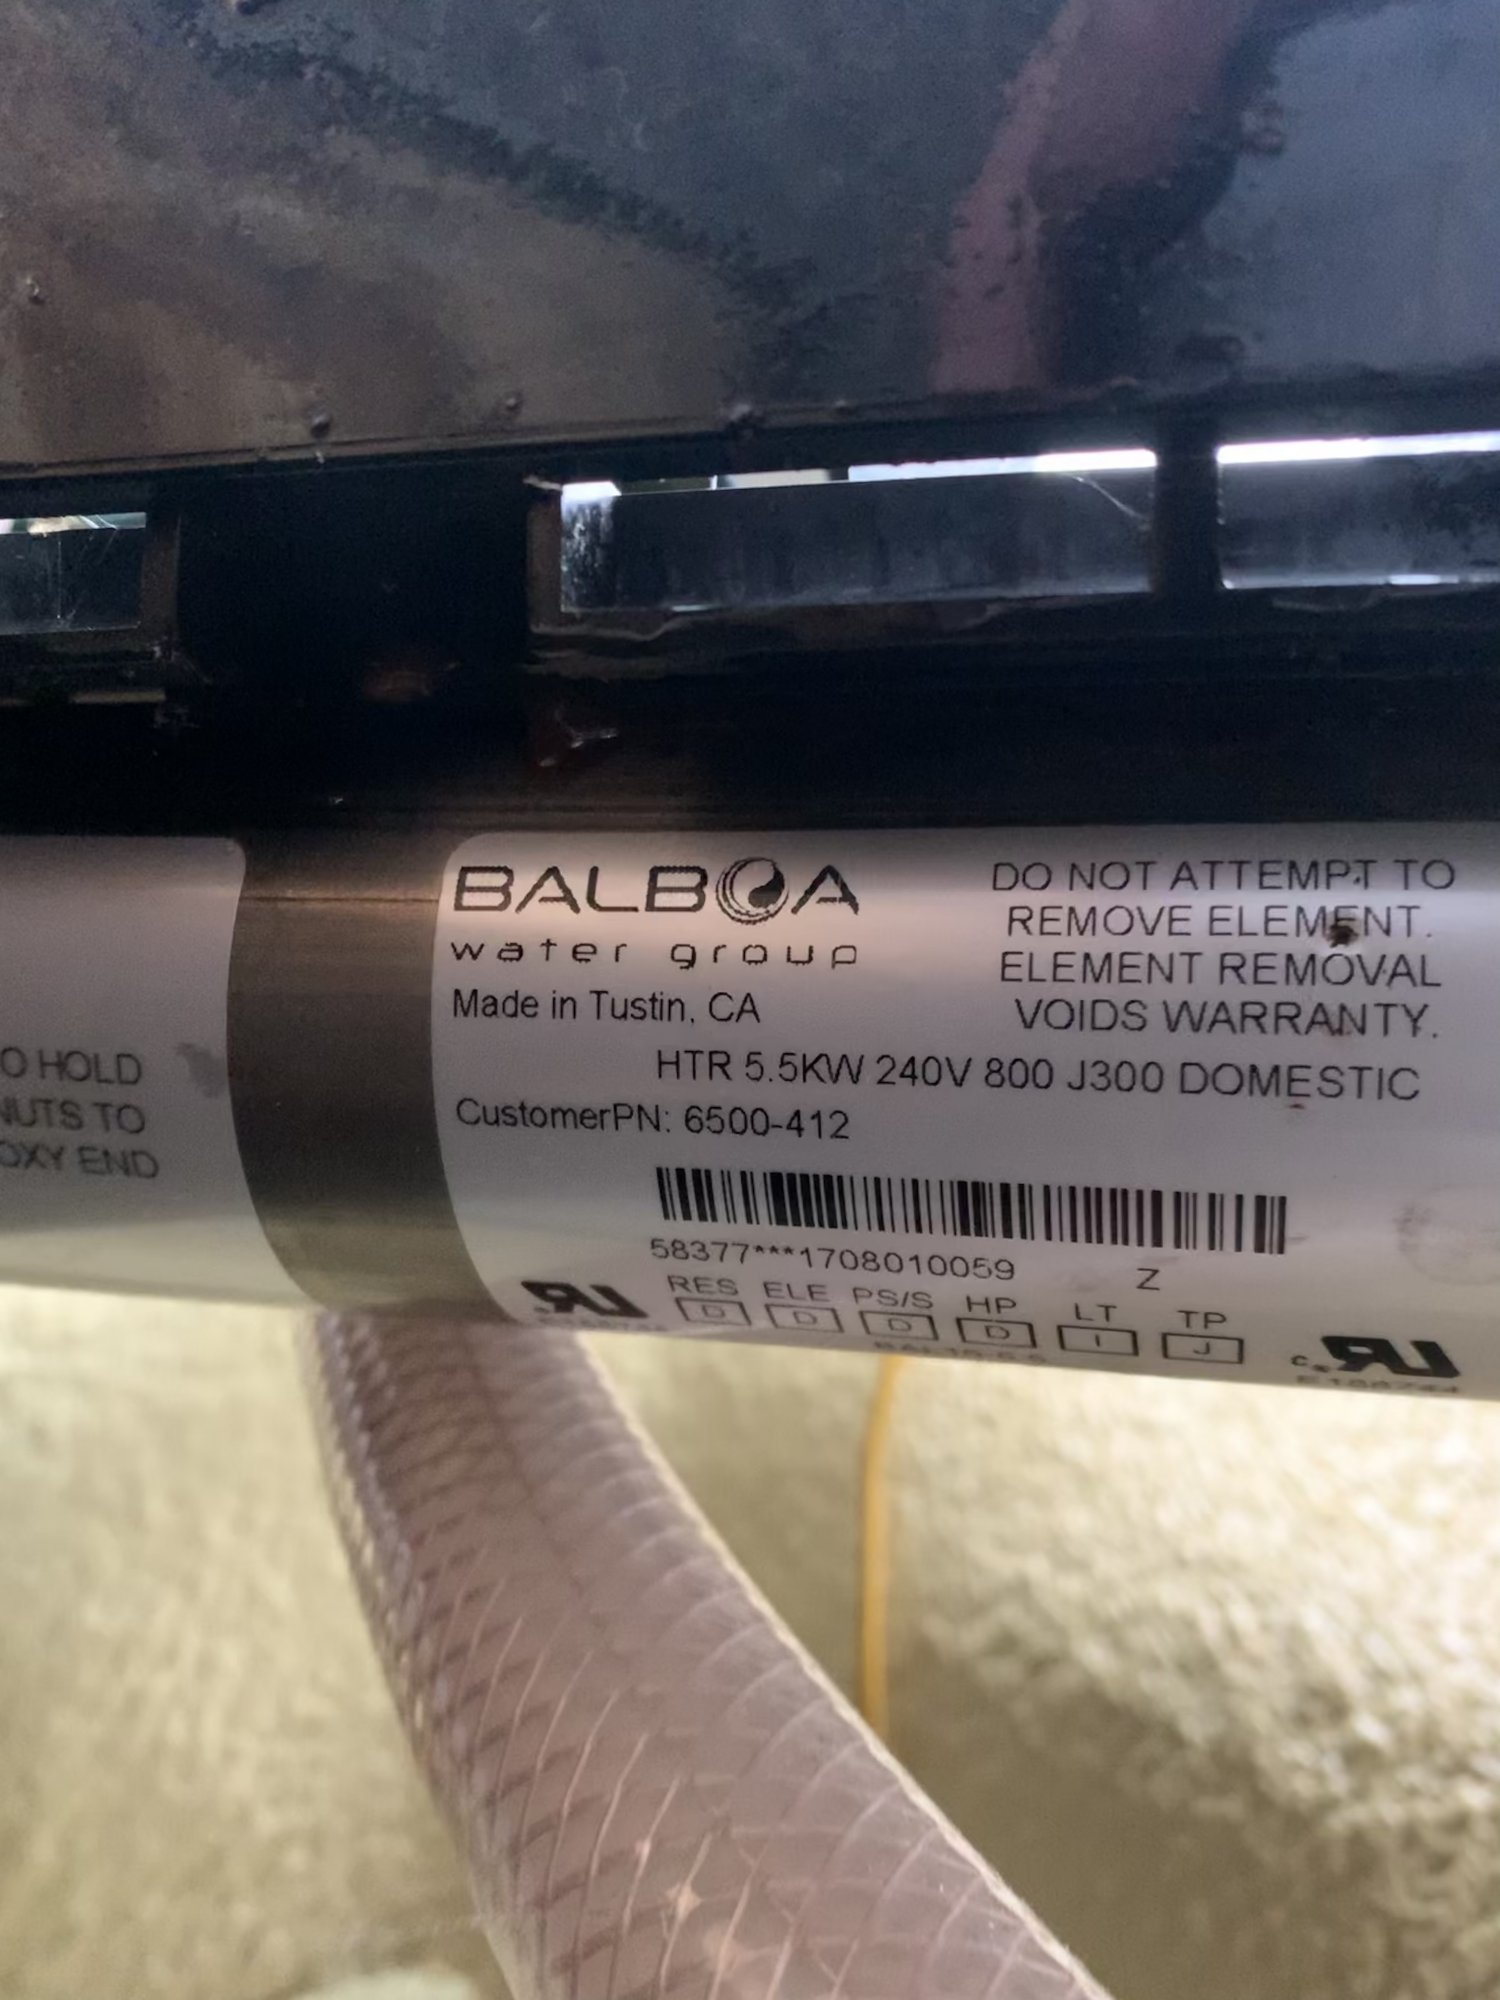 BALBOA
water group
Made in Tustin, CA
DO NOT ATTEMPT TO
REMOVE ELEMENT.
ELEMENT REMOVAL
VOIDS WARRANTY.
HTR 5.5KW 240V 800 J300 DOMESTIC
CustomerPN: 6500-412
58377***1708010059 Z
RES ELE PS/S HP LT TP
D D D D I J
O HOLD
NUTS TO
OXY END